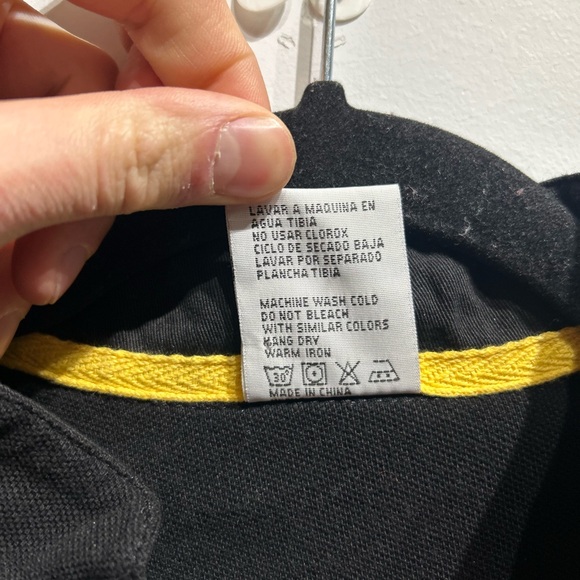 LAVAR A MAQUINA EN
AGUA TIBIA
NO USAR CLOROX
CICLO DE SECADO BAJA
LAVAR POR SEPARADO
PLANCHA TIBIA
MACHINE WASH COLD
DO NOT BLEACH
WITH SIMILAR COLORS
HANG DRY
WARM IRON
30°
MADE IN CHINA